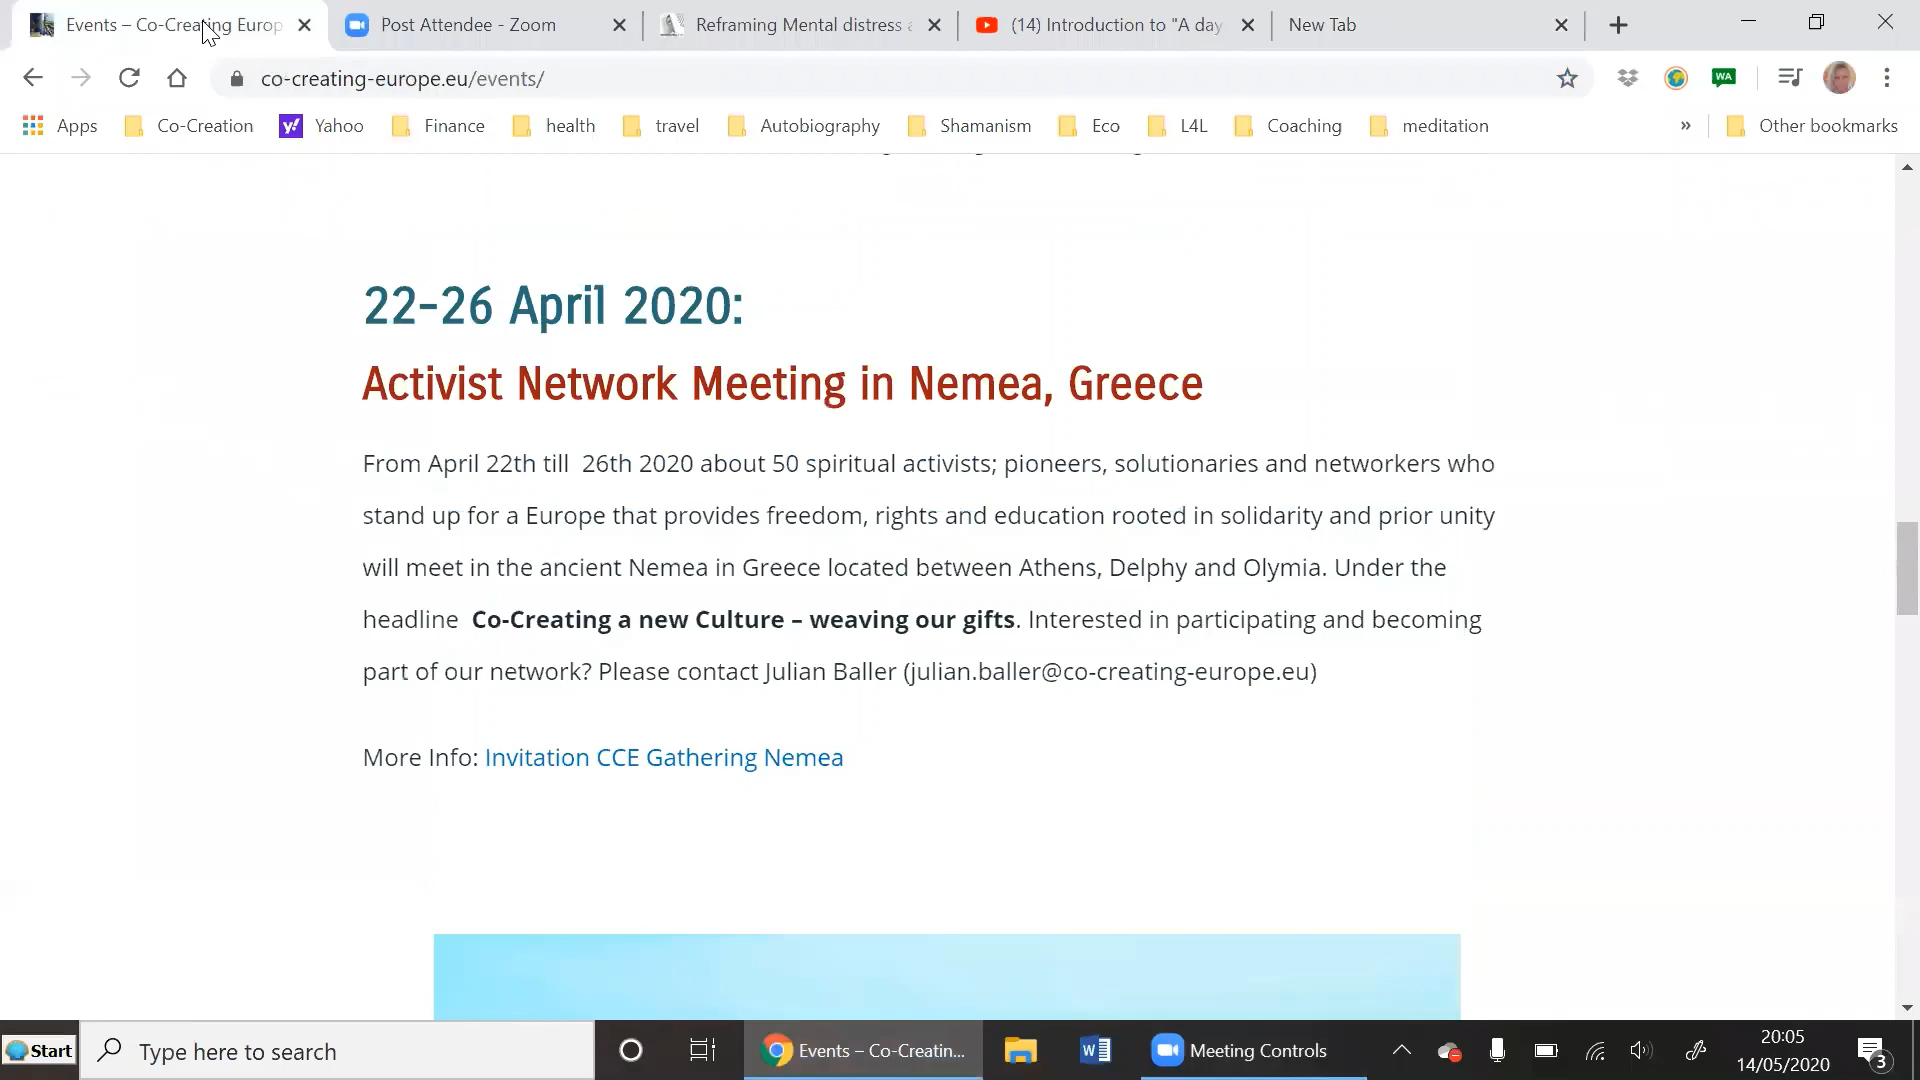 Events – Co-Creating Europ
Post Attendee - Zoom
Reframing Mental distress a
(14) Introduction to "A day
New Tab
co-creating-europe.eu/events/
WA
Apps
Co-Creation
Yahoo
Finance
health
travel
Autobiography
Shamanism
Eco
L4L
Coaching
meditation
»
Other bookmarks
22-26 April 2020:
Activist Network Meeting in Nemea, Greece
From April 22th till 26th 2020 about 50 spiritual activists; pioneers, solutionaries and networkers who
stand up for a Europe that provides freedom, rights and education rooted in solidarity and prior unity
will meet in the ancient Nemea in Greece located between Athens, Delphy and Olymia. Under the
headline Co-Creating a new Culture – weaving our gifts. Interested in participating and becoming
part of our network? Please contact Julian Baller (julian.baller@co-creating-europe.eu)
More Info: Invitation CCE Gathering Nemea
Start
Type here to search
Events – Co-Creatin...
Meeting Controls
20:05
14/05/2020
3